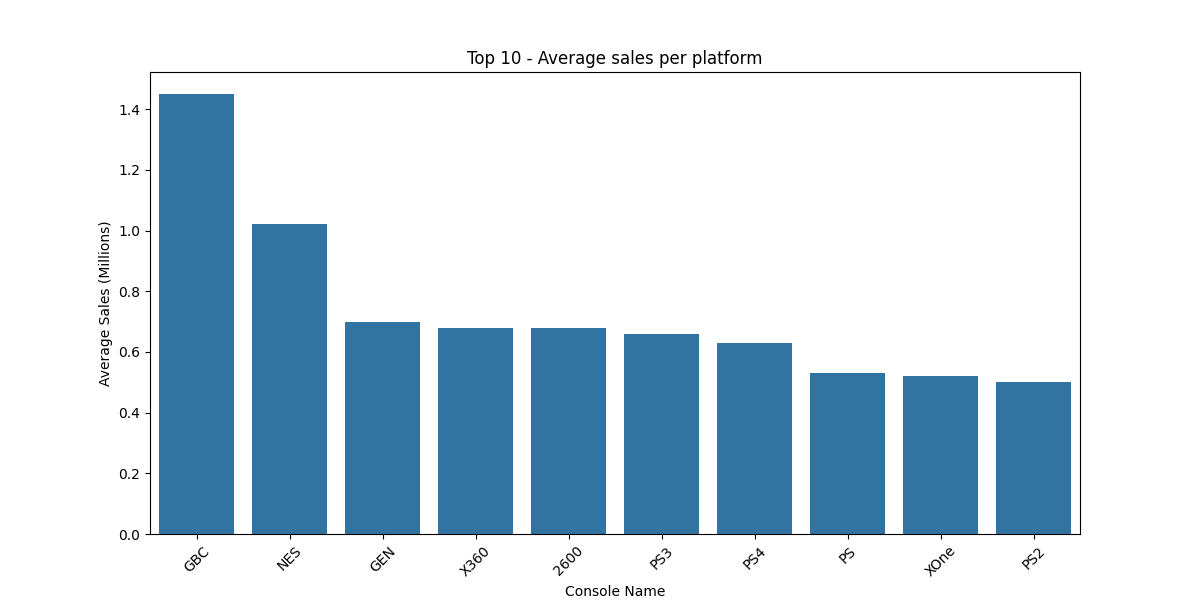 Top 10 - Average sales per platform
Average Sales (Millions)
1.4
1.2
1.0
0.8
0.6
0.4
0.2
0.0
GBC
NES
GEN
X360
2600
PS3
PS4
PS
XOne
PS2
Console Name